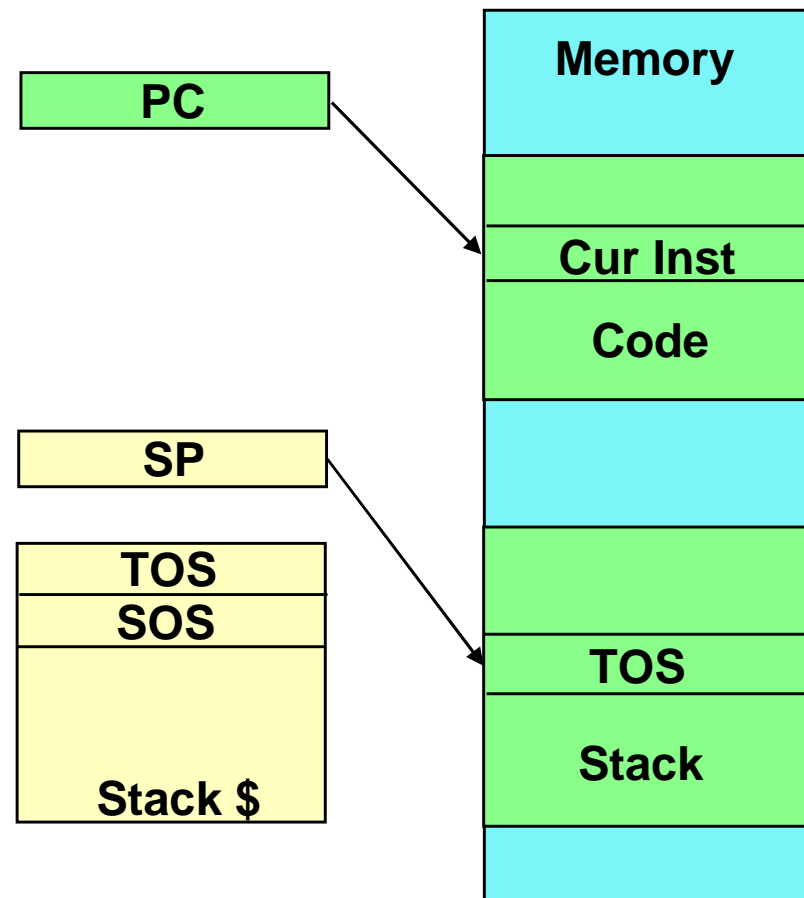 PC
SP
TOS
SOS
Stack $
Memory
Cur Inst
Code
TOS
Stack